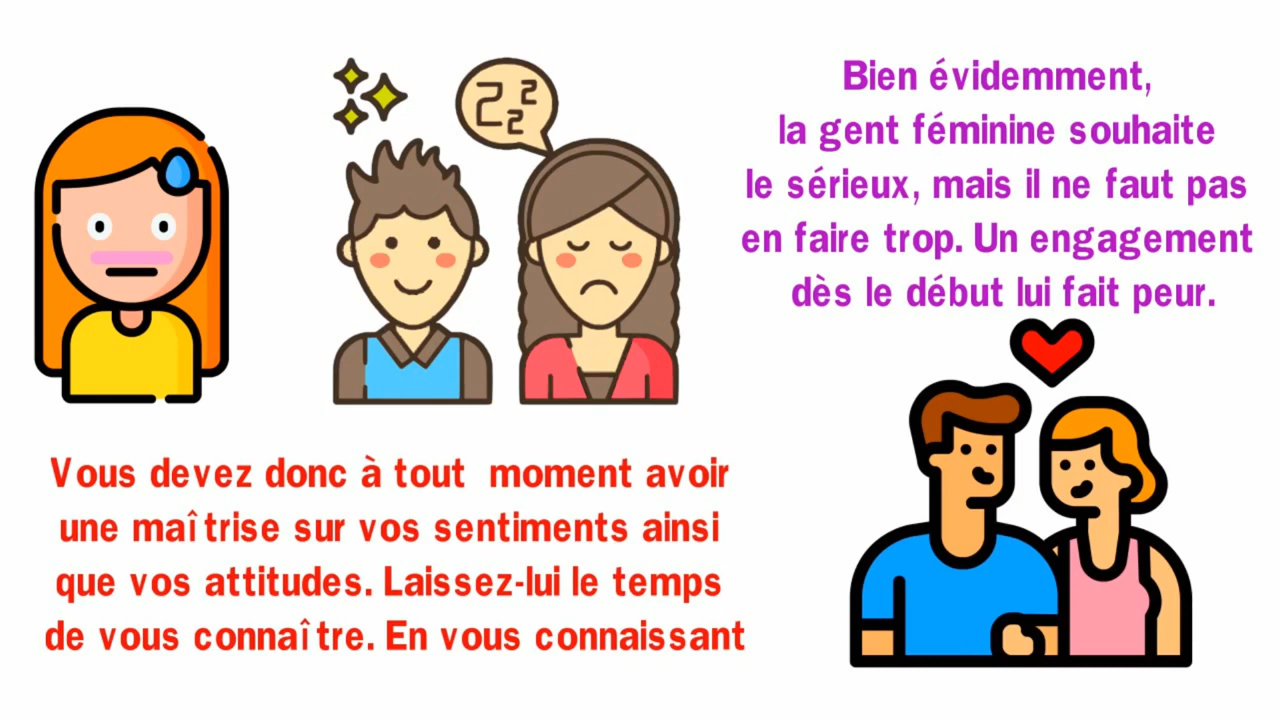 Bien évidemment,
la gent féminine souhaite
le sérieux, mais il ne faut pas
en faire trop. Un engagement
dès le début lui fait peur.
Vous devez donc à tout moment avoir
une maîtrise sur vos sentiments ainsi
que vos attitudes. Laissez-lui le temps
de vous connaître. En vous connaissant
Zzz